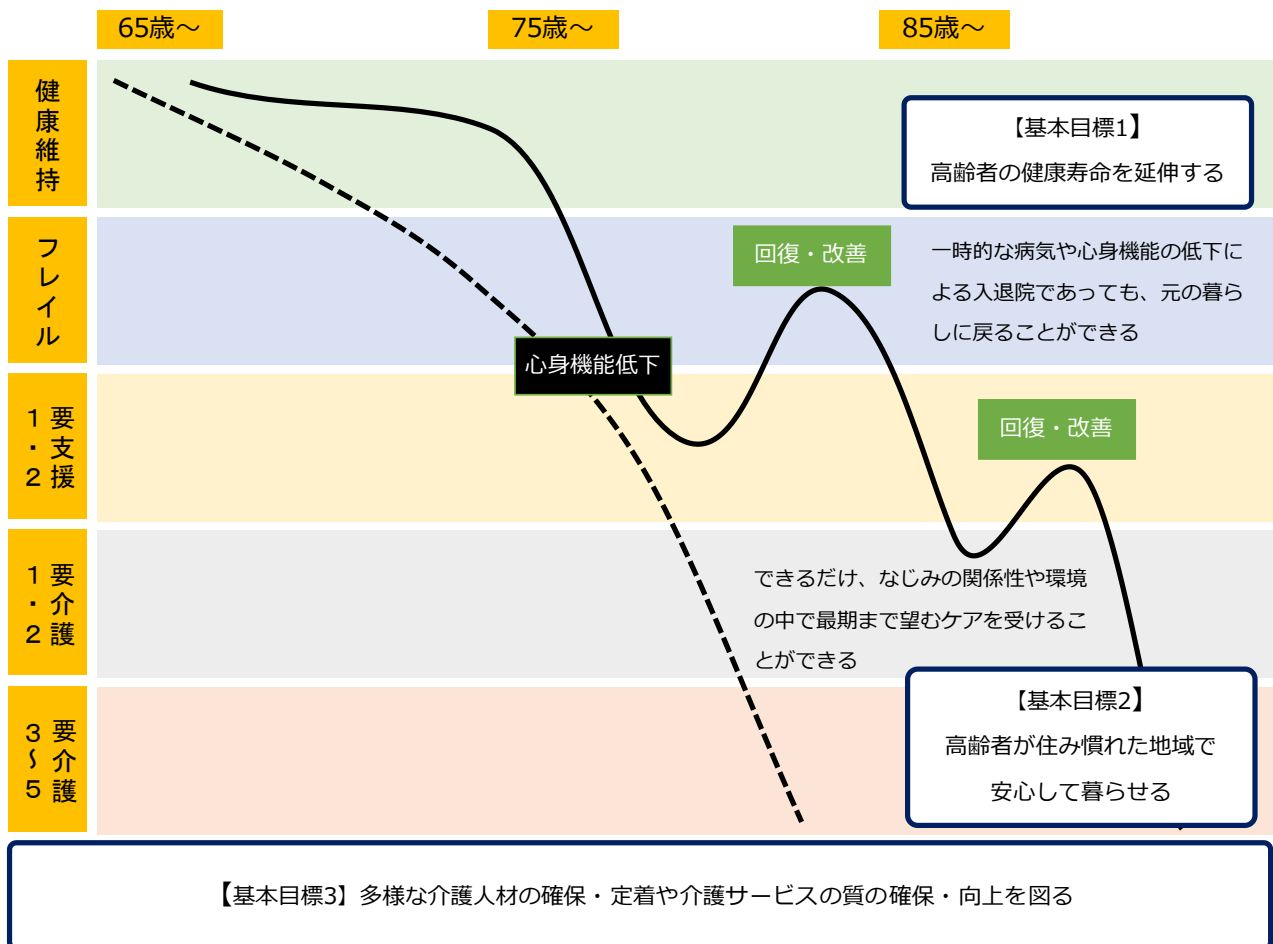 65歳～
75歳～
85歳～
健康維持
【基本目標1】
高齢者の健康寿命を延伸する
フレイル
回復・改善
一時的な病気や心身機能の低下に
よる入退院であっても、元の暮ら
しに戻ることができる
心身機能低下
要支援
１・２
回復・改善
要介護
１・２
できるだけ、なじみの関係性や環境
の中で最期まで望むケアを受けるこ
とができる
要介護
３～５
【基本目標2】
高齢者が住み慣れた地域で
安心して暮らせる
【基本目標3】多様な介護人材の確保・定着や介護サービスの質の確保・向上を図る